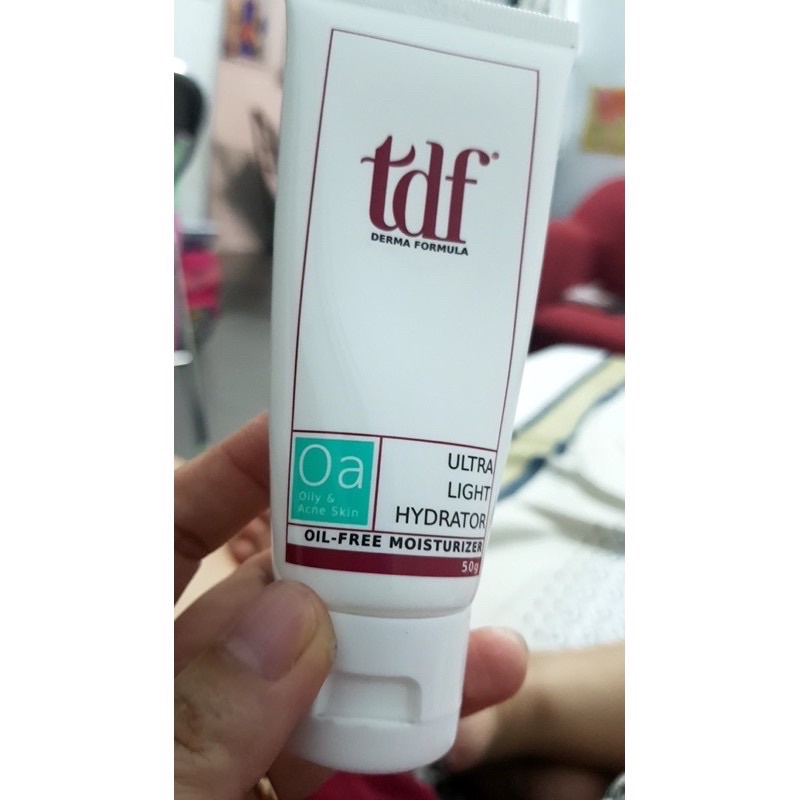 tdf®
DERMA FORMULA
Oa
Oily &
Acne Skin
ULTRA
LIGHT
HYDRATOR
OIL-FREE MOISTURIZER
50g